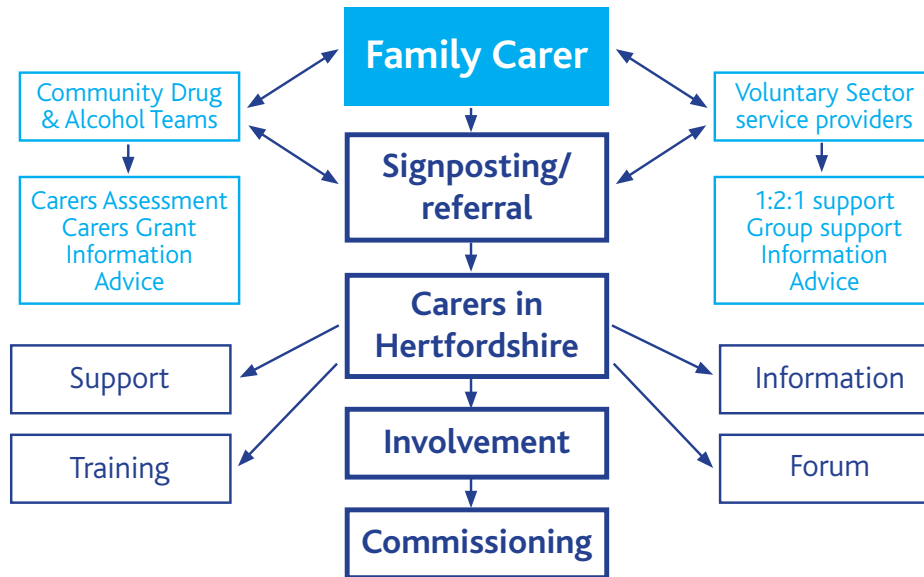 Family Carer
Community Drug
& Alcohol Teams
Voluntary Sector
service providers
Signposting/
referral
Carers Assessment
Carers Grant
Information
Advice
1:2:1 support
Group support
Information
Advice
Carers in
Hertfordshire
Support
Information
Involvement
Training
Forum
Commissioning